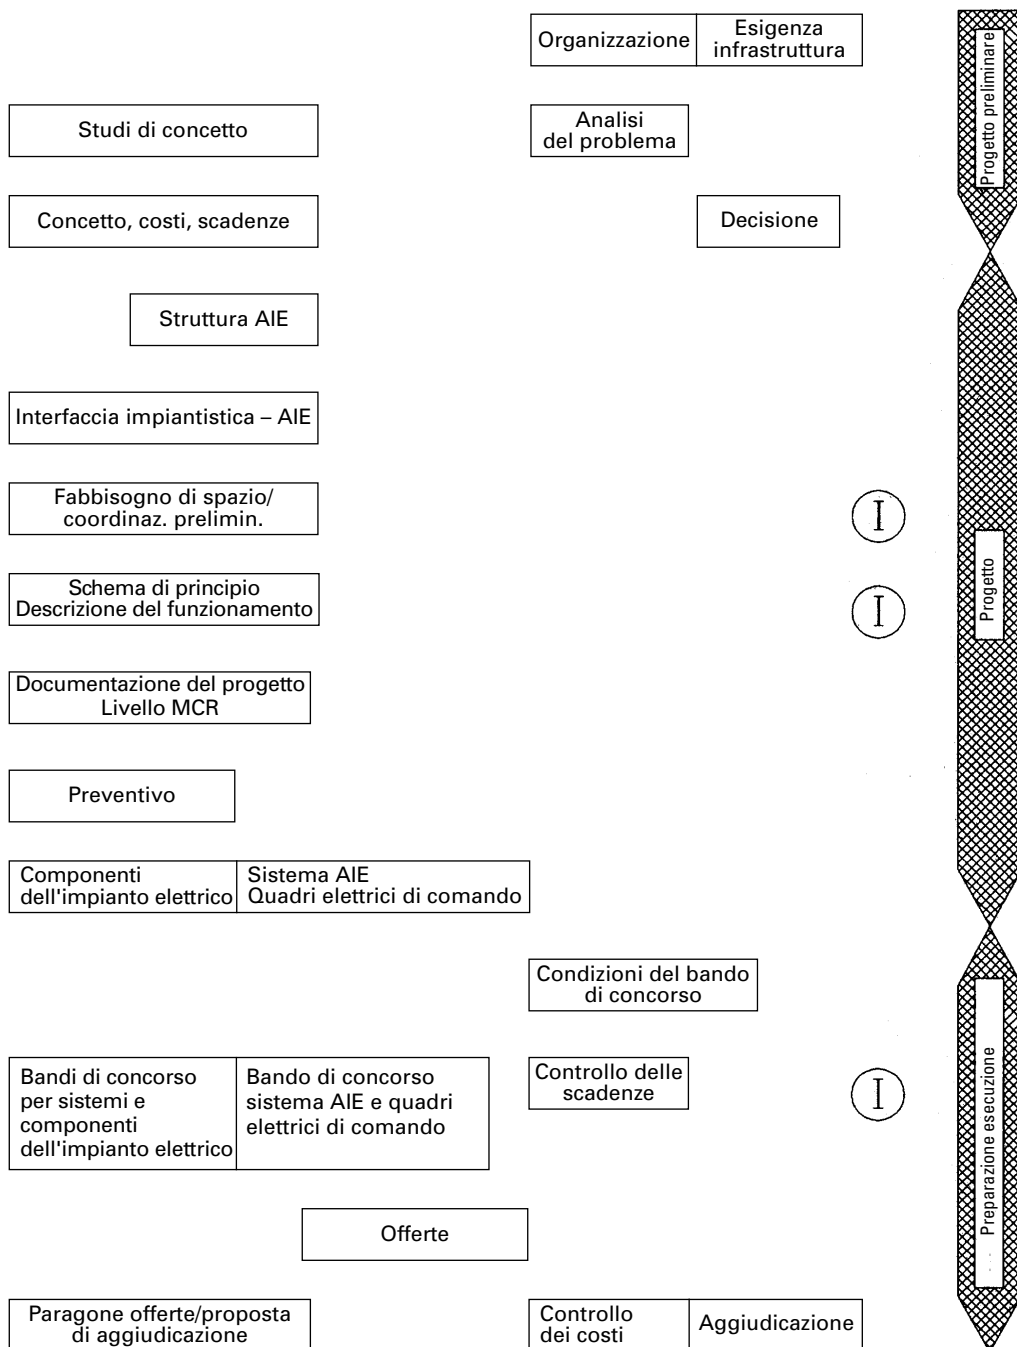 Organizzazione
Esigenza
infrastruttura
Progetto preliminare
Studi di concetto
Analisi
del problema
Concetto, costi, scadenze
Decisione
Struttura AIE
Interfaccia impiantistica – AIE
Fabbisogno di spazio/
coordinaz. prelimin.
I
Schema di principio
Descrizione del funzionamento
I
Progetto
Documentazione del progetto
Livello MCR
Preventivo
Componenti
dell'impianto elettrico
Sistema AIE
Quadri elettrici di comando
Condizioni del bando
di concorso
Bandi di concorso
per sistemi e
componenti
dell'impianto elettrico
Bando di concorso
sistema AIE e quadri
elettrici di comando
Controllo delle
scadenze
I
Preparazione esecuzione
Offerte
Paragone offerte/proposta
di aggiudicazione
Controllo
dei costi
Aggiudicazione